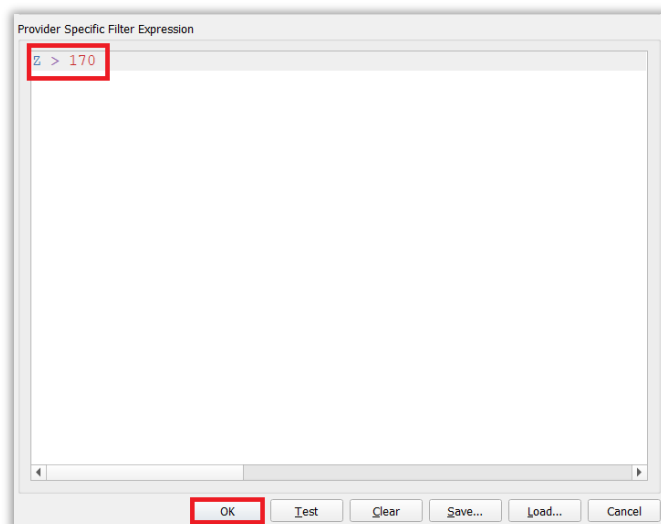 Provider Specific Filter Expression
Z > 170
OK Test Clear Save... Load... Cancel